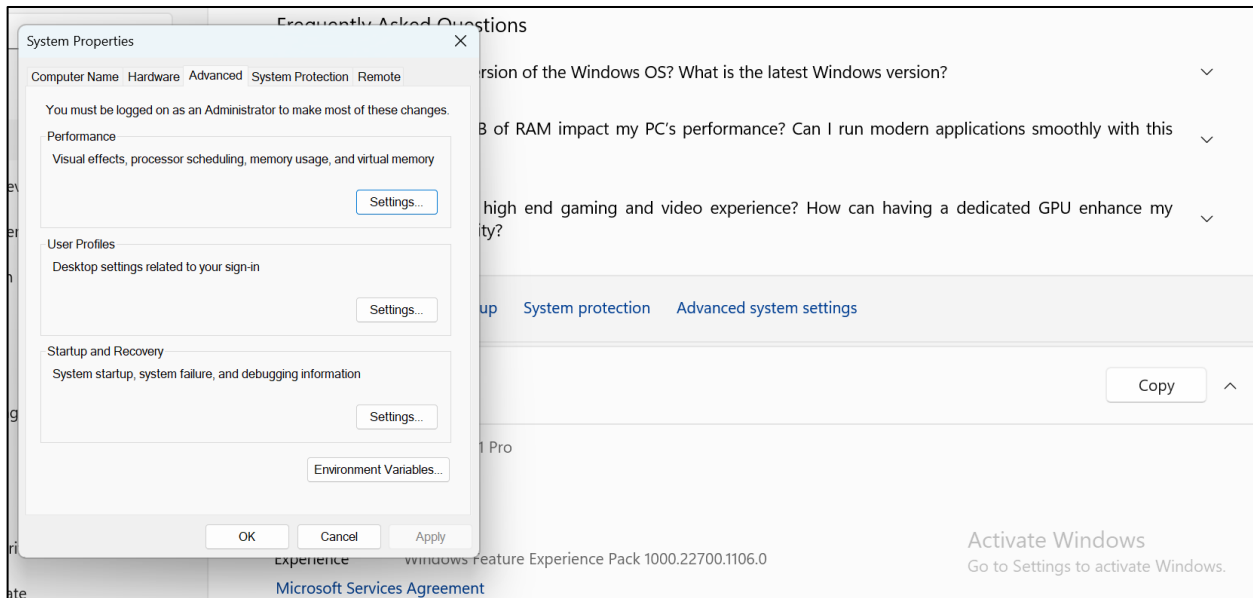 System Properties
Computer Name Hardware Advanced System Protection Remote
You must be logged on as an Administrator to make most of these changes.
Performance
Visual effects, processor scheduling, memory usage, and virtual memory
Settings...
User Profiles
Desktop settings related to your sign-in
Settings...
Startup and Recovery
System startup, system failure, and debugging information
Settings...
Environment Variables...
OK Cancel Apply
Frequently Asked Questions
rsion of the Windows OS? What is the latest Windows version?
B of RAM impact my PC's performance? Can I run modern applications smoothly with this
high end gaming and video experience? How can having a dedicated GPU enhance my
ity?
up System protection Advanced system settings
Copy
1 Pro
Experience Windows Feature Experience Pack 1000.22700.1106.0
Microsoft Services Agreement
Activate Windows
Go to Settings to activate Windows.